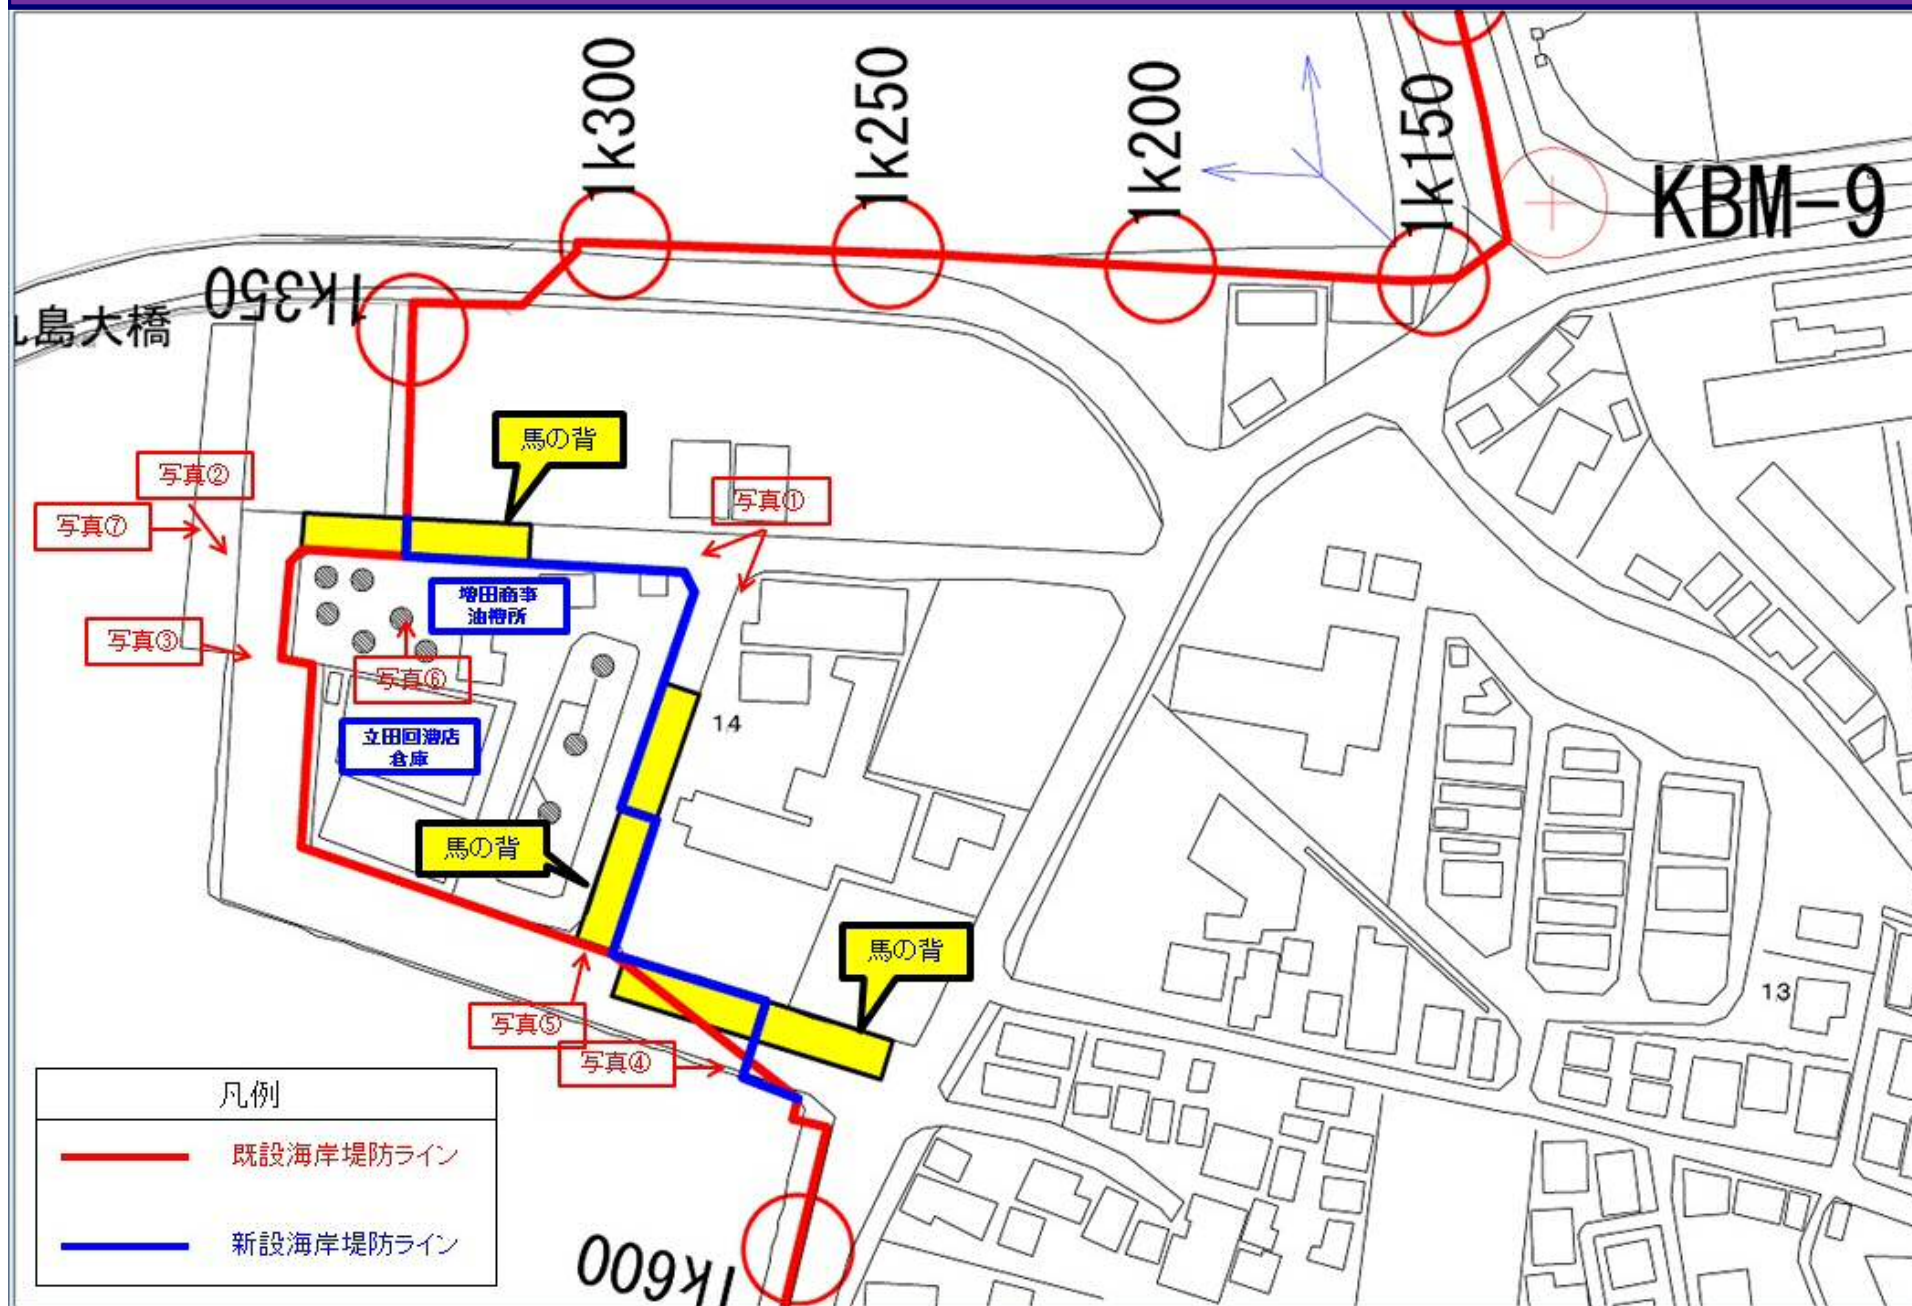 1k300
1k250
1k200
1k150
KBM-9
1k350
島大橋
馬の背
写真②
写真①
写真⑦
増田商事
油槽所
写真③
写真⑥
14
立田回漕店
倉庫
馬の背
馬の背
13
写真⑤
写真④
凡例
既設海岸堤防ライン
新設海岸堤防ライン
1k600